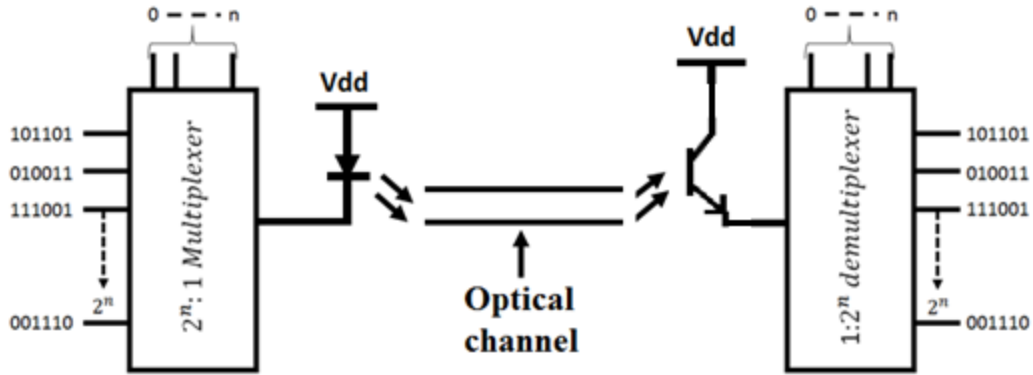 0 - - - - n
Vdd
101101
010011
111001
2ⁿ
001110
2ⁿ: 1 Multiplexer
Optical
channel
Vdd
0 - - - - n
1:2ⁿ demultiplexer
101101
010011
111001
2ⁿ
001110